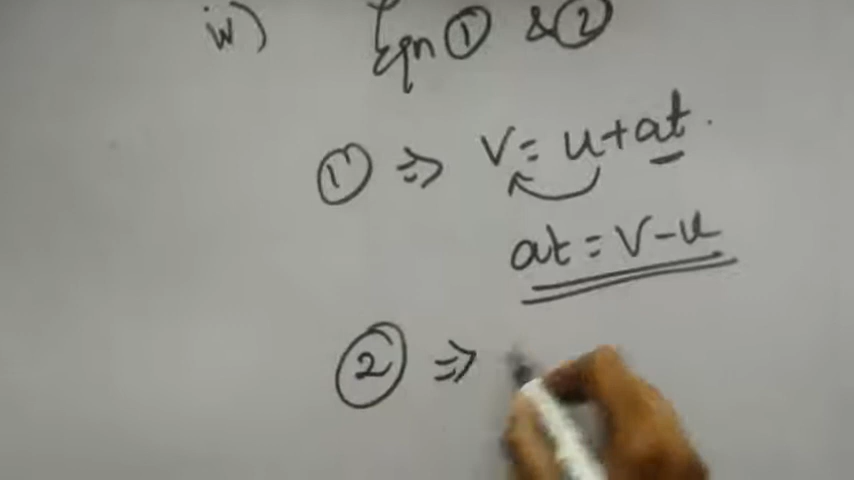 iv) Eqn ① & ②
① ⇒ v = u + at.
at = v - u
② ⇒